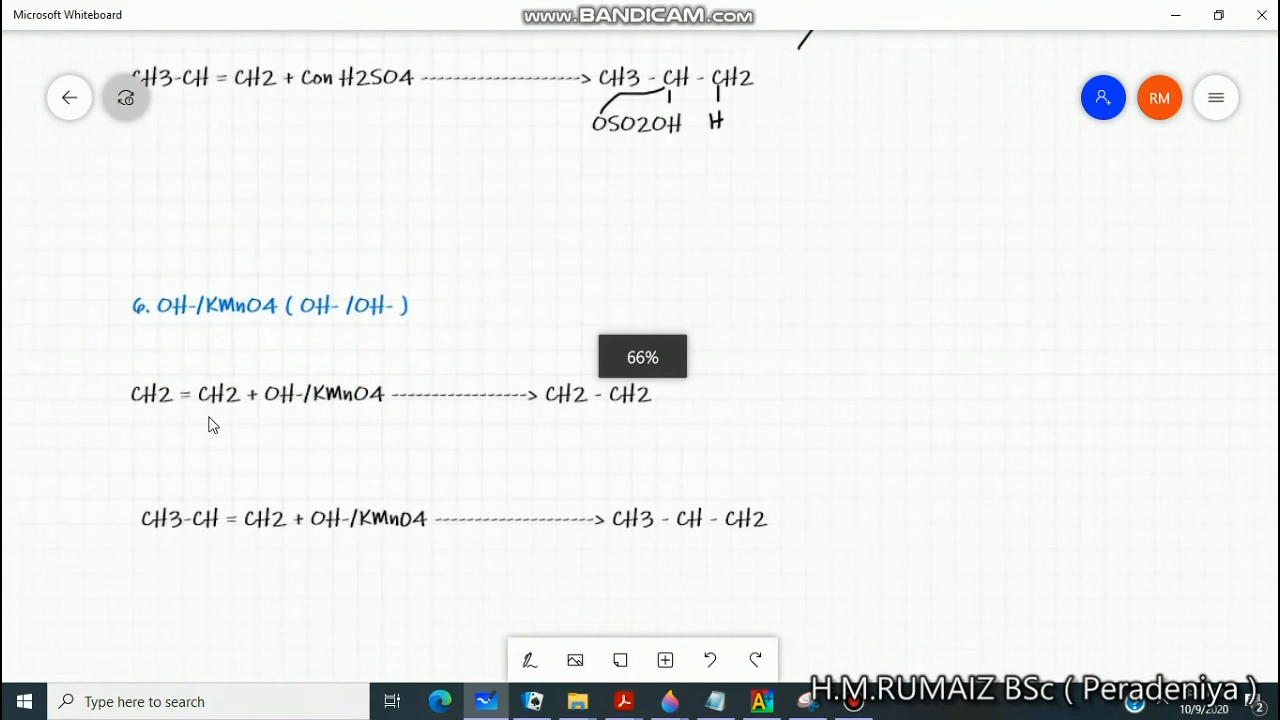 Microsoft Whiteboard
www.BANDICAM.com
CH3-CH = CH2 + Con H2SO4 --------------------> CH3 - CH - CH2
OSO2OH H
RM
6. OH-/KMnO4 ( OH- /OH- )
66%
CH2 = CH2 + OH-/KMnO4 -----------------> CH2 - CH2
CH3-CH = CH2 + OH-/KMnO4 --------------------> CH3 - CH - CH2
H.M.RUMAIZ BSc ( Peradeniya )
Type here to search
10/9/2020
2